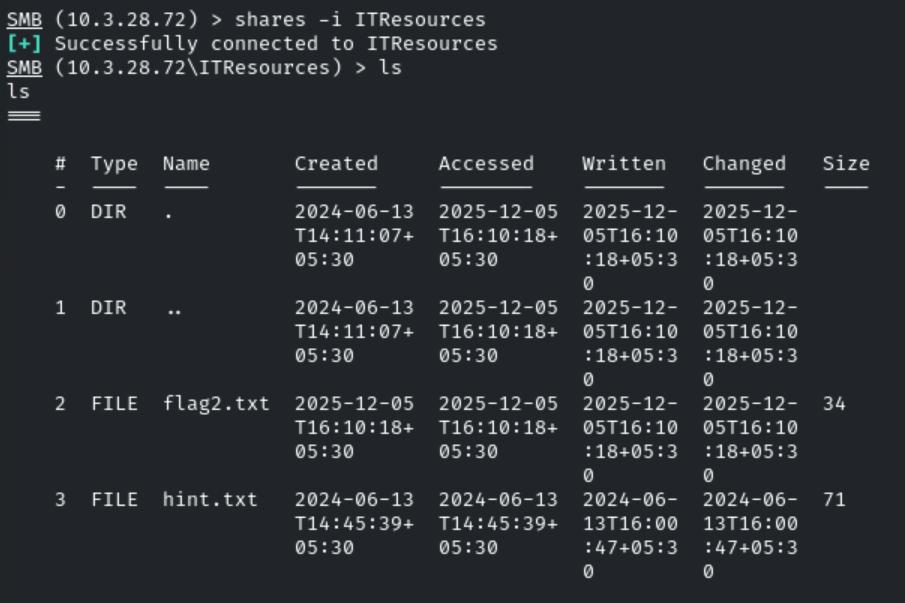 SMB (10.3.28.72) > shares -i ITResources
[+] Successfully connected to ITResources
SMB (10.3.28.72\ITResources) > ls
ls
===
# Type Name Created Accessed Written Changed Size
- ---- ---- ------- -------- ------- ------- ----
0 DIR . 2024-06-13 2025-12-05 2025-12- 2025-12-
T14:11:07+ T16:10:18+ 05T16:10 05T16:10
05:30 05:30 :18+05:3 :18+05:3
0 0
1 DIR .. 2024-06-13 2025-12-05 2025-12- 2025-12-
T14:11:07+ T16:10:18+ 05T16:10 05T16:10
05:30 05:30 :18+05:3 :18+05:3
0 0
2 FILE flag2.txt 2025-12-05 2025-12-05 2025-12- 2025-12- 34
T16:10:18+ T16:10:18+ 05T16:10 05T16:10
05:30 05:30 :18+05:3 :18+05:3
0 0
3 FILE hint.txt 2024-06-13 2024-06-13 2024-06- 2024-06- 71
T14:45:39+ T14:45:39+ 13T16:00 13T16:00
05:30 05:30 :47+05:3 :47+05:3
0 0